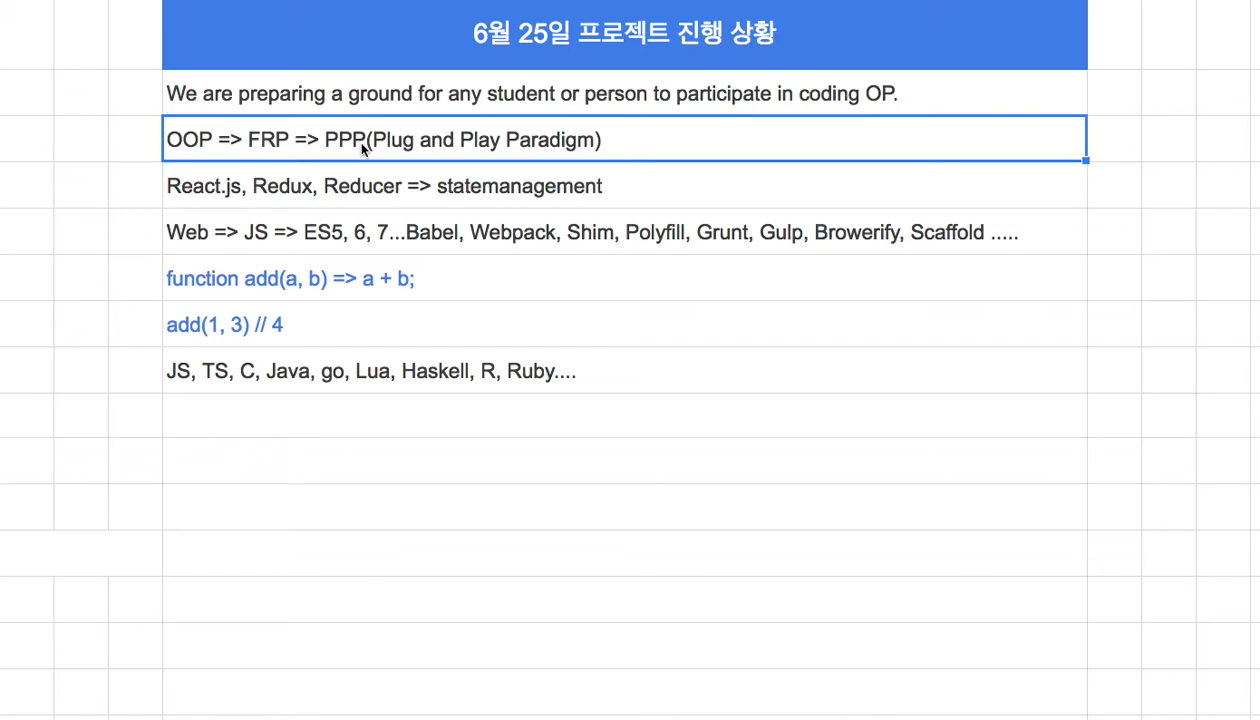 6월 25일 프로젝트 진행 상황
We are preparing a ground for any student or person to participate in coding OP.
OOP => FRP => PPP(Plug and Play Paradigm)
React.js, Redux, Reducer => statemanagement
Web => JS => ES5, 6, 7...Babel, Webpack, Shim, Polyfill, Grunt, Gulp, Browerify, Scaffold .....
function add(a, b) => a + b;
add(1, 3) // 4
JS, TS, C, Java, go, Lua, Haskell, R, Ruby....